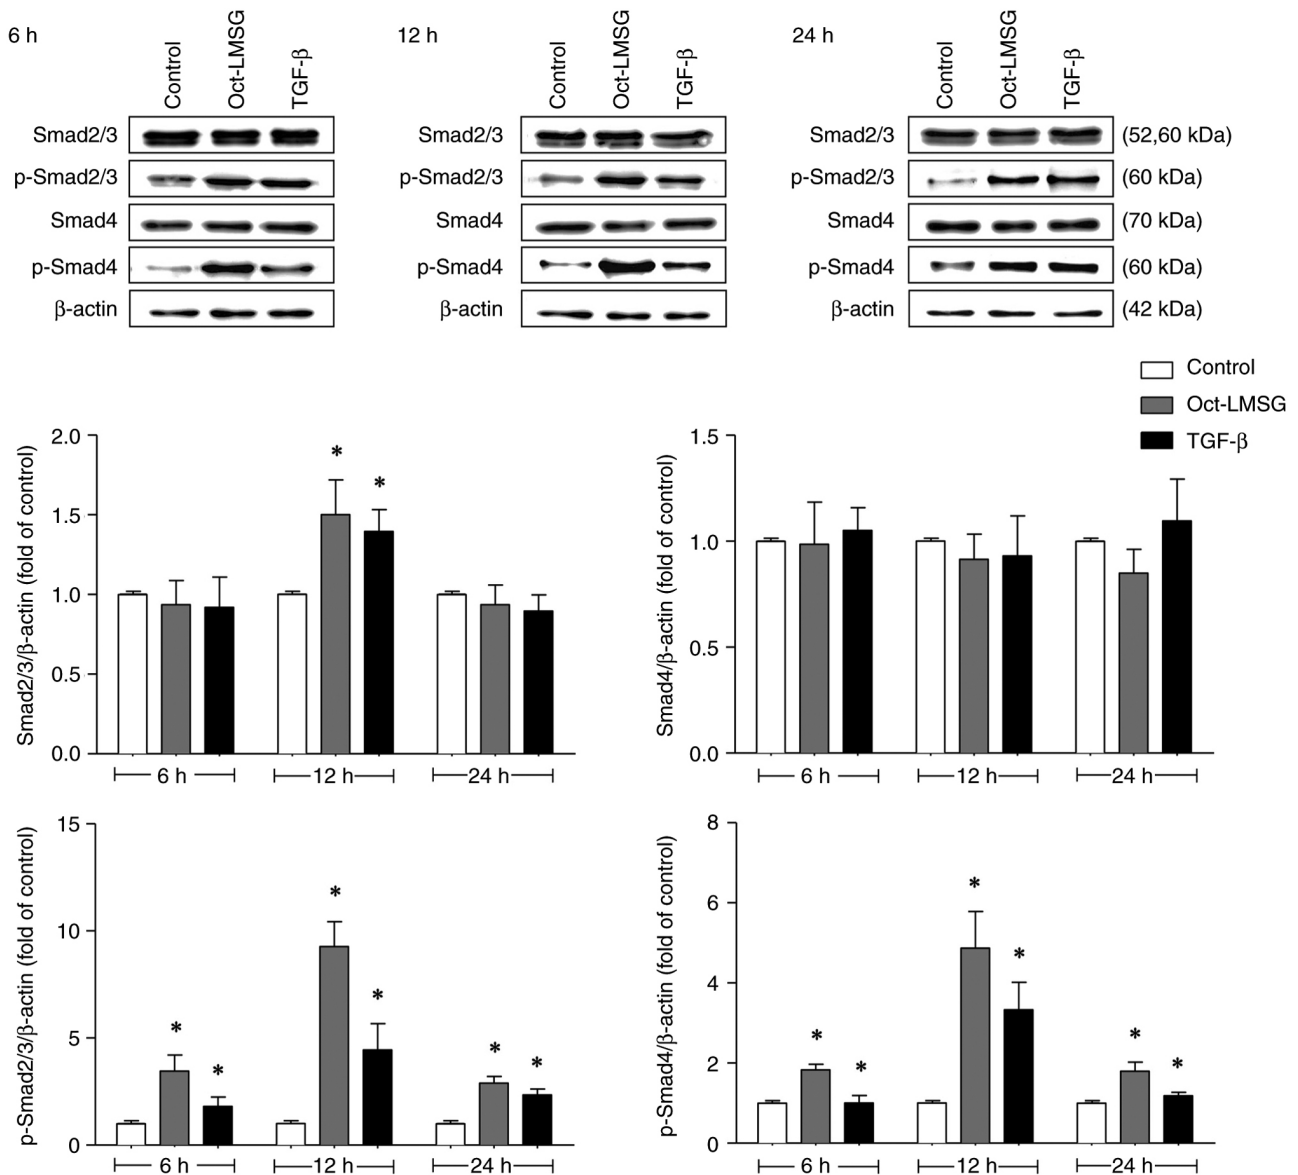 6 h
Control
Oct-LMSG
TGF-β
12 h
Control
Oct-LMSG
TGF-β
24 h
Control
Oct-LMSG
TGF-β
Smad2/3
Smad2/3
Smad2/3
(52,60 kDa)
p-Smad2/3
p-Smad2/3
p-Smad2/3
(60 kDa)
Smad4
Smad4
Smad4
(70 kDa)
p-Smad4
p-Smad4
p-Smad4
(60 kDa)
β-actin
β-actin
β-actin
(42 kDa)
Control
Oct-LMSG
TGF-β
Smad2/3/β-actin (fold of control)
2.0
1.5
1.0
0.5
0.0
*
*
6 h
12 h
24 h
Smad4/β-actin (fold of control)
1.5
1.0
0.5
0.0
6 h
12 h
24 h
p-Smad2/3/β-actin (fold of control)
15
10
5
0
*
*
*
*
*
*
6 h
12 h
24 h
p-Smad4/β-actin (fold of control)
8
6
4
2
0
*
*
*
*
*
*
6 h
12 h
24 h